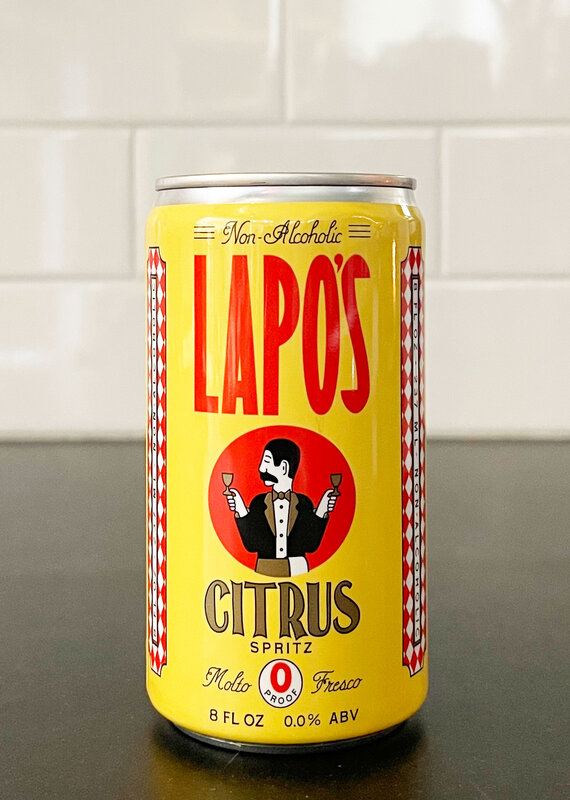 Non-Alcoholic
LAPO'S
CITRUS
SPRITZ
Molto 0 PROOF Fresco
8 FL OZ 0.0% ABV